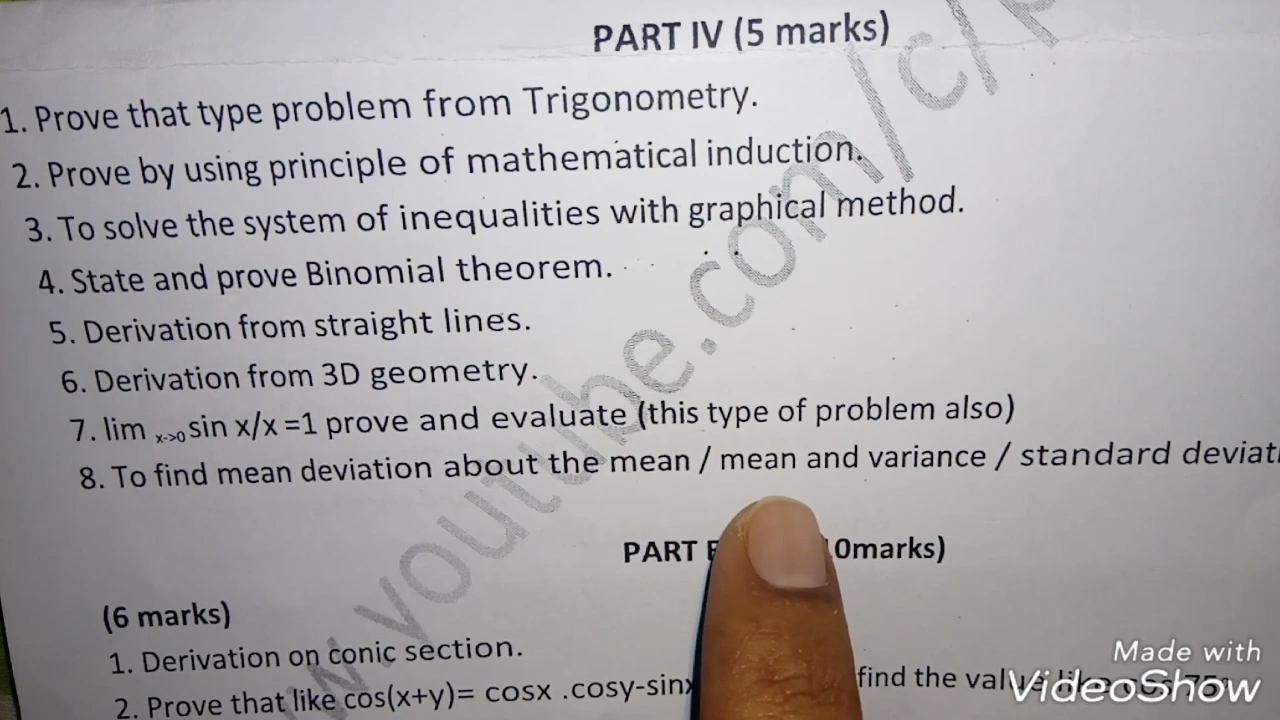 PART IV (5 marks)
1. Prove that type problem from Trigonometry.
2. Prove by using principle of mathematical induction.
3. To solve the system of inequalities with graphical method.
4. State and prove Binomial theorem.
5. Derivation from straight lines.
6. Derivation from 3D geometry.
7. lim x->0 sin x/x =1 prove and evaluate (this type of problem also)
8. To find mean deviation about the mean / mean and variance / standard deviati
PART 0marks)
(6 marks)
1. Derivation on conic section.
2. Prove that like cos(x+y)= cosx .cosy-sinx find the value
w.youtube.com/c/
Made with
VideoShow